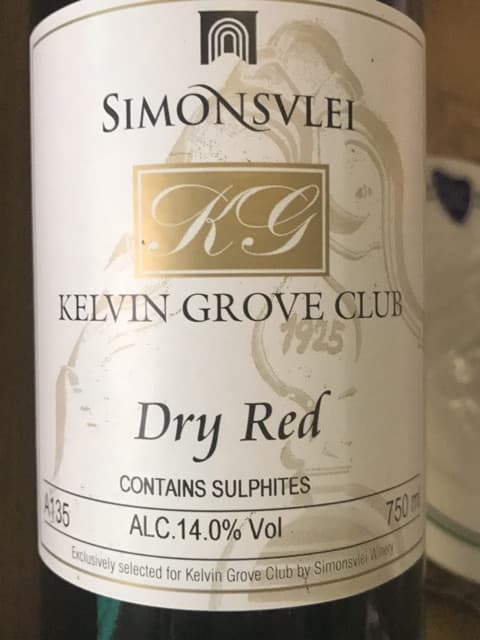 SIMONSVLEI
KG
KELVIN GROVE CLUB
1925
Dry Red
CONTAINS SULPHITES
A135
750 ml
ALC.14.0% Vol
Exclusively selected for Kelvin Grove Club by Simonsvlei Winery